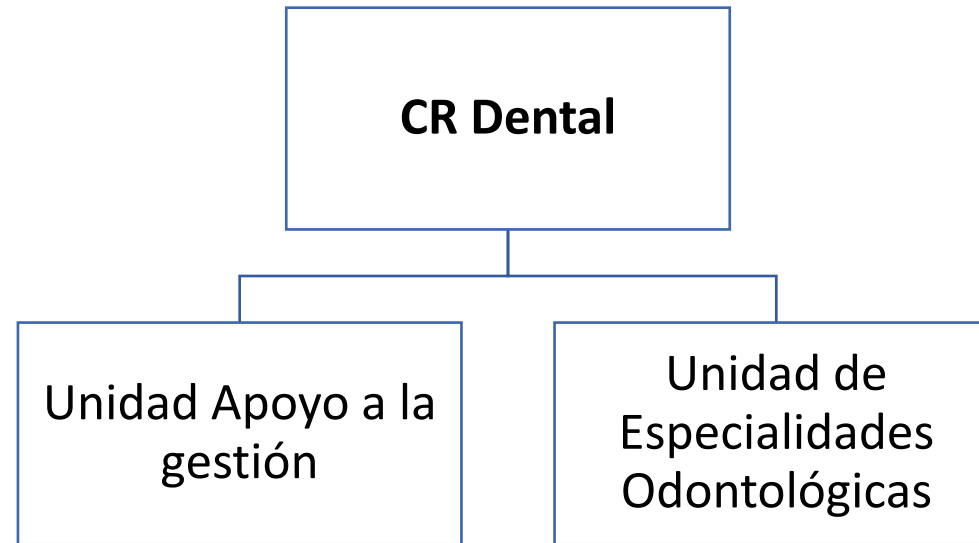 CR Dental
Unidad Apoyo a la
gestión
Unidad de
Especialidades
Odontológicas